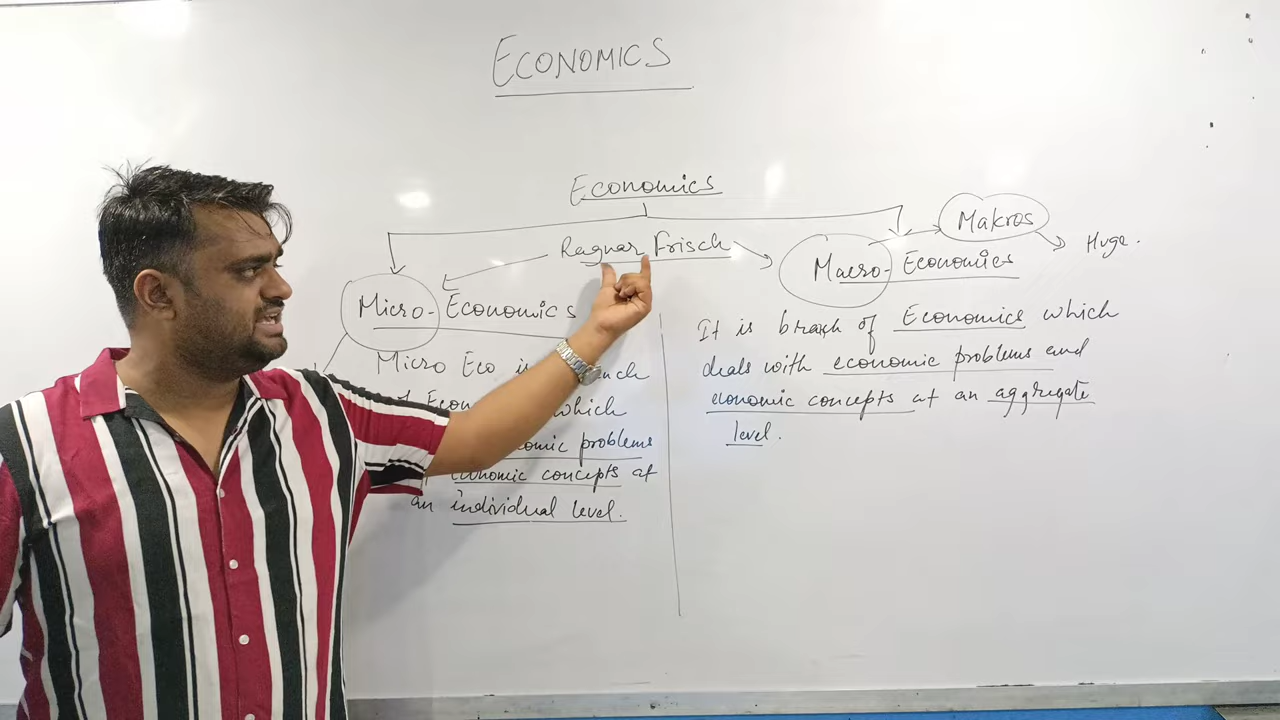 ECONOMICS
Economics
Ragnar Frisch
Makros
Huge.
Micro- Economics
Micro Eco is
which
problems
economic concepts at
an individual level.
Macro- Economics
It is branch of Economics which
deals with economic problems and
economic concepts at an aggregate
level.